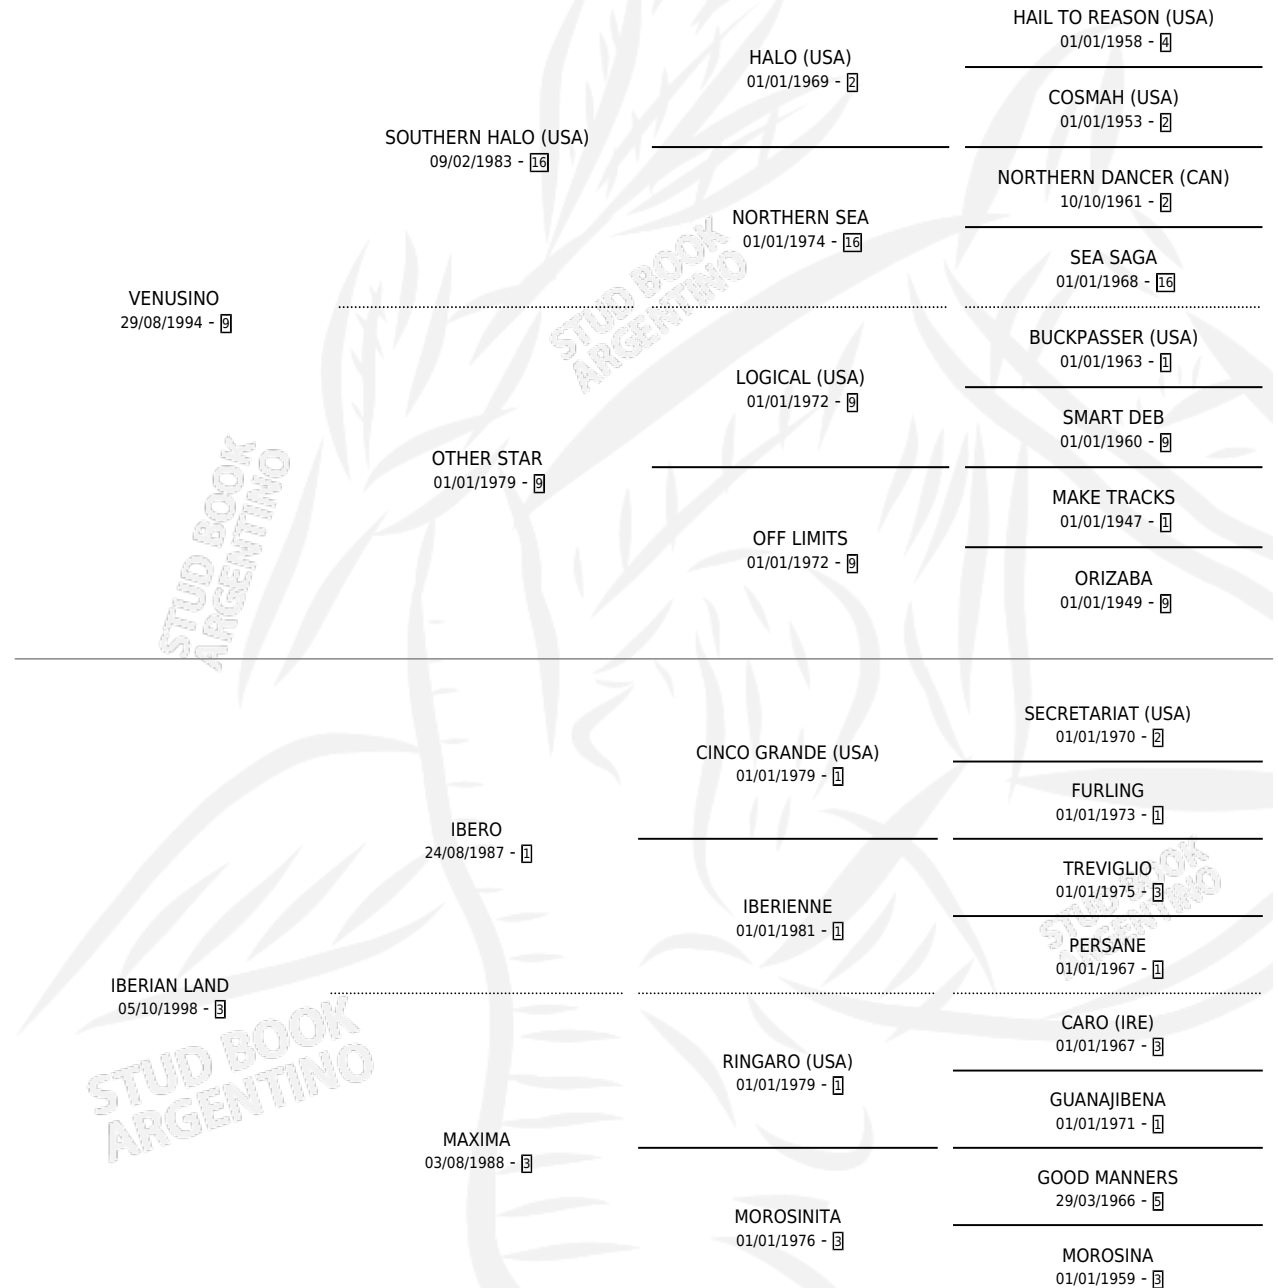 HAIL TO REASON (USA)
01/01/1958 - 4
HALO (USA)
01/01/1969 - 2
COSMAH (USA)
01/01/1953 - 2
SOUTHERN HALO (USA)
09/02/1983 - 16
NORTHERN DANCER (CAN)
10/10/1961 - 2
NORTHERN SEA
01/01/1974 - 16
SEA SAGA
01/01/1968 - 16
VENUSINO
29/08/1994 - 9
BUCKPASSER (USA)
01/01/1963 - 1
LOGICAL (USA)
01/01/1972 - 9
SMART DEB
01/01/1960 - 9
OTHER STAR
01/01/1979 - 9
MAKE TRACKS
01/01/1947 - 1
OFF LIMITS
01/01/1972 - 9
ORIZABA
01/01/1949 - 9
SECRETARIAT (USA)
01/01/1970 - 2
CINCO GRANDE (USA)
01/01/1979 - 1
FURLING
01/01/1973 - 1
IBERO
24/08/1987 - 1
TREVIGLIO
01/01/1975 - 3
IBERIENNE
01/01/1981 - 1
PERSANE
01/01/1967 - 1
IBERIAN LAND
05/10/1998 - 3
CARO (IRE)
01/01/1967 - 3
RINGARO (USA)
01/01/1979 - 1
GUANAJIBENA
01/01/1971 - 1
MAXIMA
03/08/1988 - 3
GOOD MANNERS
29/03/1966 - 5
MOROSINITA
01/01/1976 - 3
MOROSINA
01/01/1959 - 3
STUD BOOK
ARGENTINO
STUD BOOK
ARGENTINO
STUD BOOK
ARGENTINO
STUD BOOK
ARGENTINO